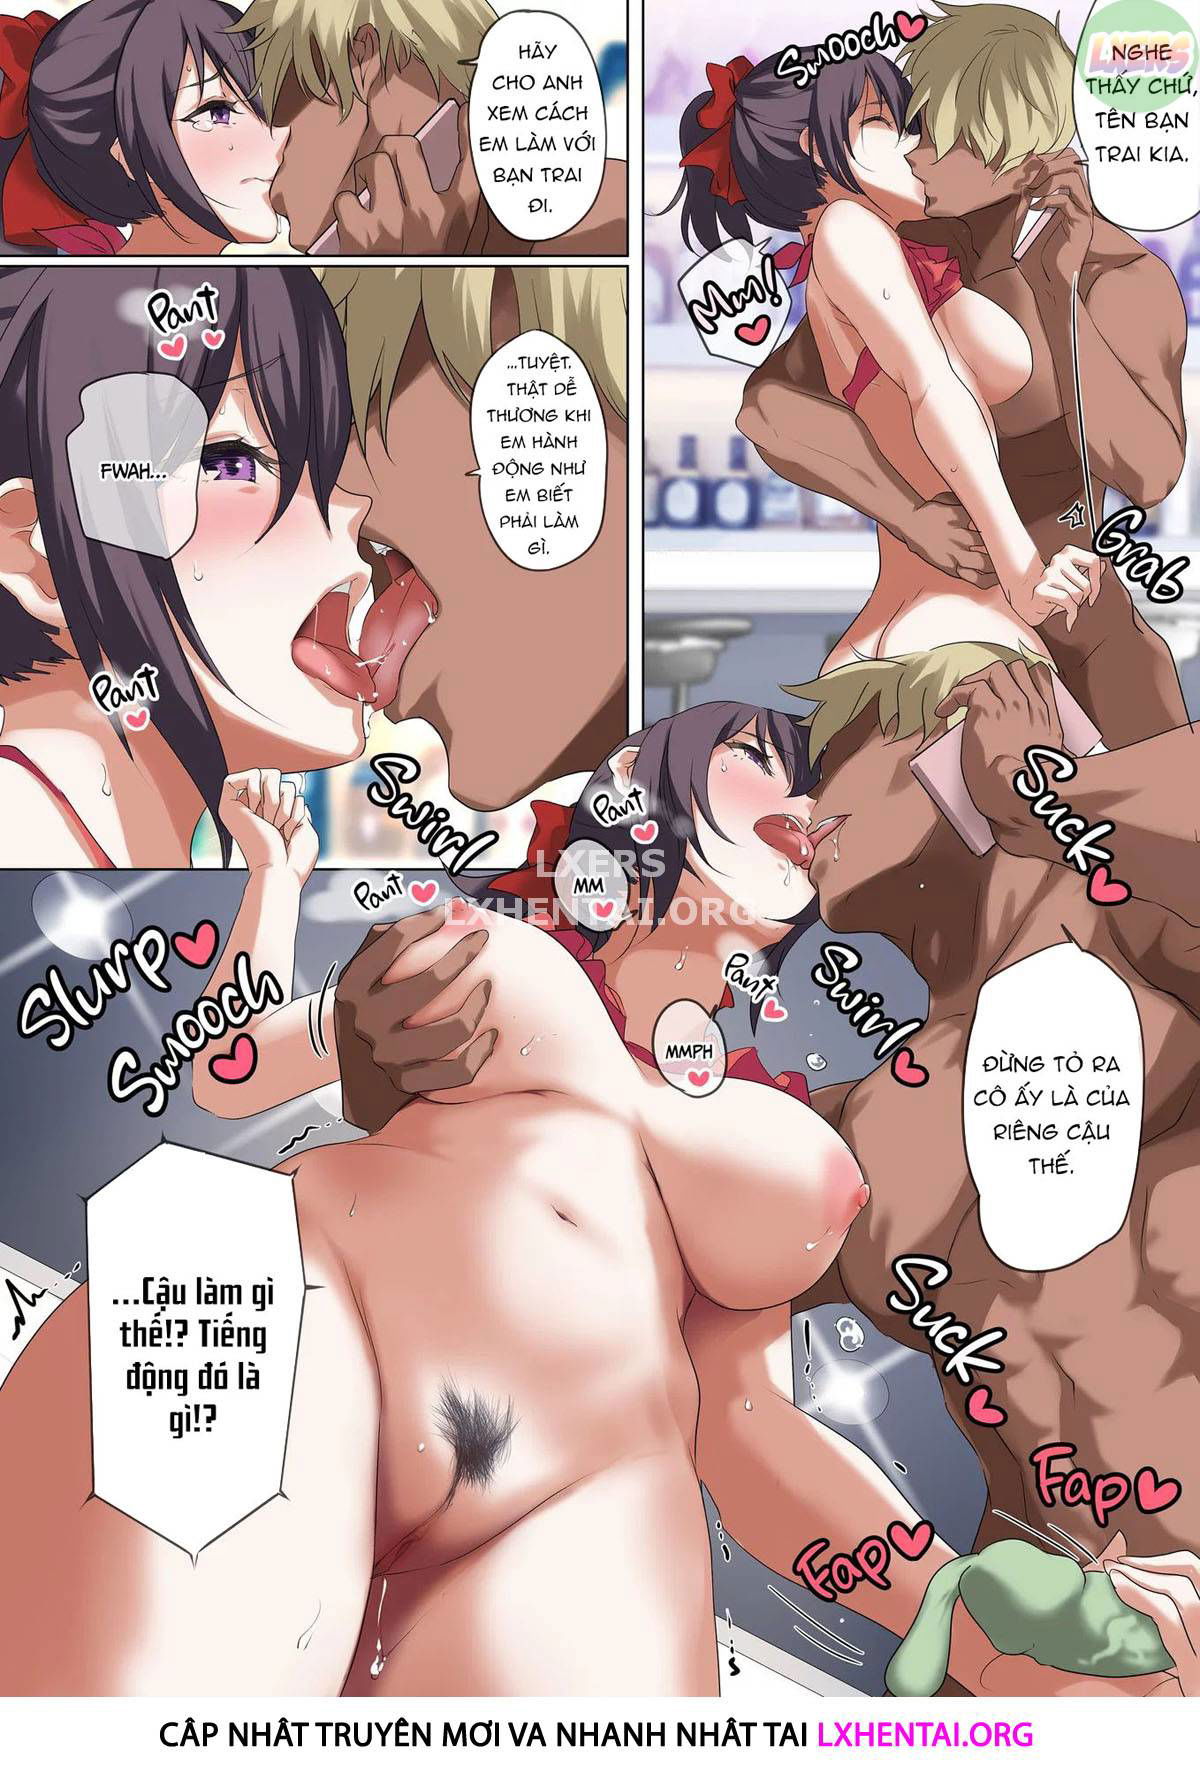 NGHE
THẤY CHỨ,
TÊN BẠN
TRAI KIA.
Smooch
Mm!
Grab
HÃY
CHO ANH
XEM CÁCH
EM LÀM VỚI
BẠN TRAI
ĐI.
Pant
...TUYỆT.
THẬT DỄ
THƯƠNG KHI
EM HÀNH
ĐỘNG NHƯ
EM BIẾT
PHẢI LÀM
GÌ.
FWAH...
Pant
Swirl
Suck
Pant
LXERS
MM
LXHENTAI.ORG
Pant
Pant
Swirl
Slurp
Smooch
MMPH
ĐỪNG TỎ RA
CÔ ẤY LÀ CỦA
RIÊNG CẬU
THẾ.
...Cậu làm gì
thế!? Tiếng
động đó là
gì!?
Suck
Fap
Fap
CẬP NHẬT TRUYỆN MỚI VÀ NHANH NHẤT TẠI LXHENTAI.ORG